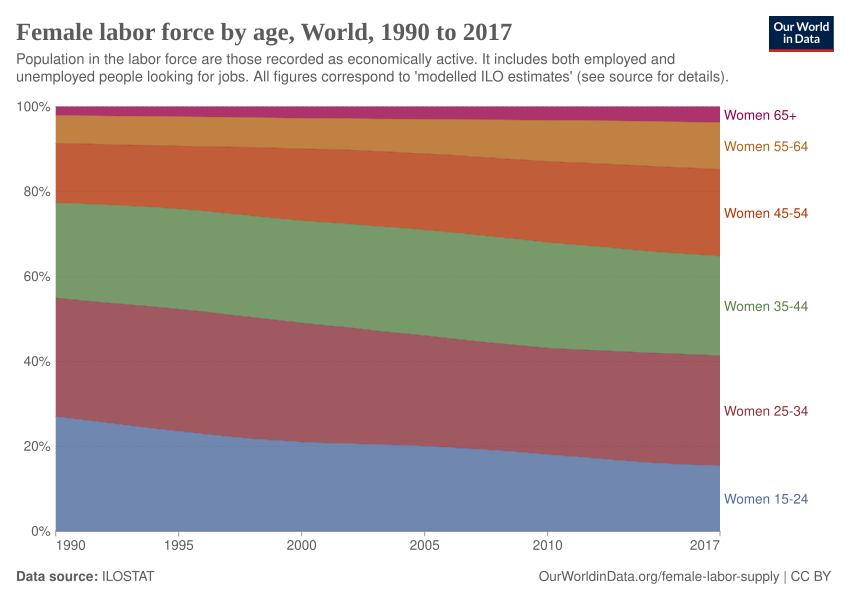 Female labor force by age, World, 1990 to 2017
Our World
in Data
Population in the labor force are those recorded as economically active. It includes both employed and
unemployed people looking for jobs. All figures correspond to 'modelled ILO estimates' (see source for details).
100%
80%
60%
40%
20%
0%
Women 65+
Women 55-64
Women 45-54
Women 35-44
Women 25-34
Women 15-24
1990
1995
2000
2005
2010
2017
Data source: ILOSTAT
OurWorldinData.org/female-labor-supply | CC BY